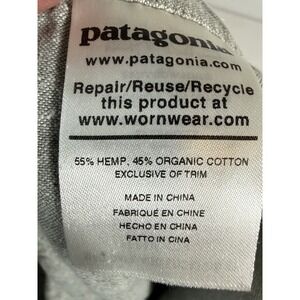 patagonia
www.patagonia.com
Repair/Reuse/Recycle
this product at
www.wornwear.com
55% HEMP, 45% ORGANIC COTTON
EXCLUSIVE OF TRIM
MADE IN CHINA
FABRIQUÉ EN CHINE
HECHO EN CHINA
FATTO IN CINA